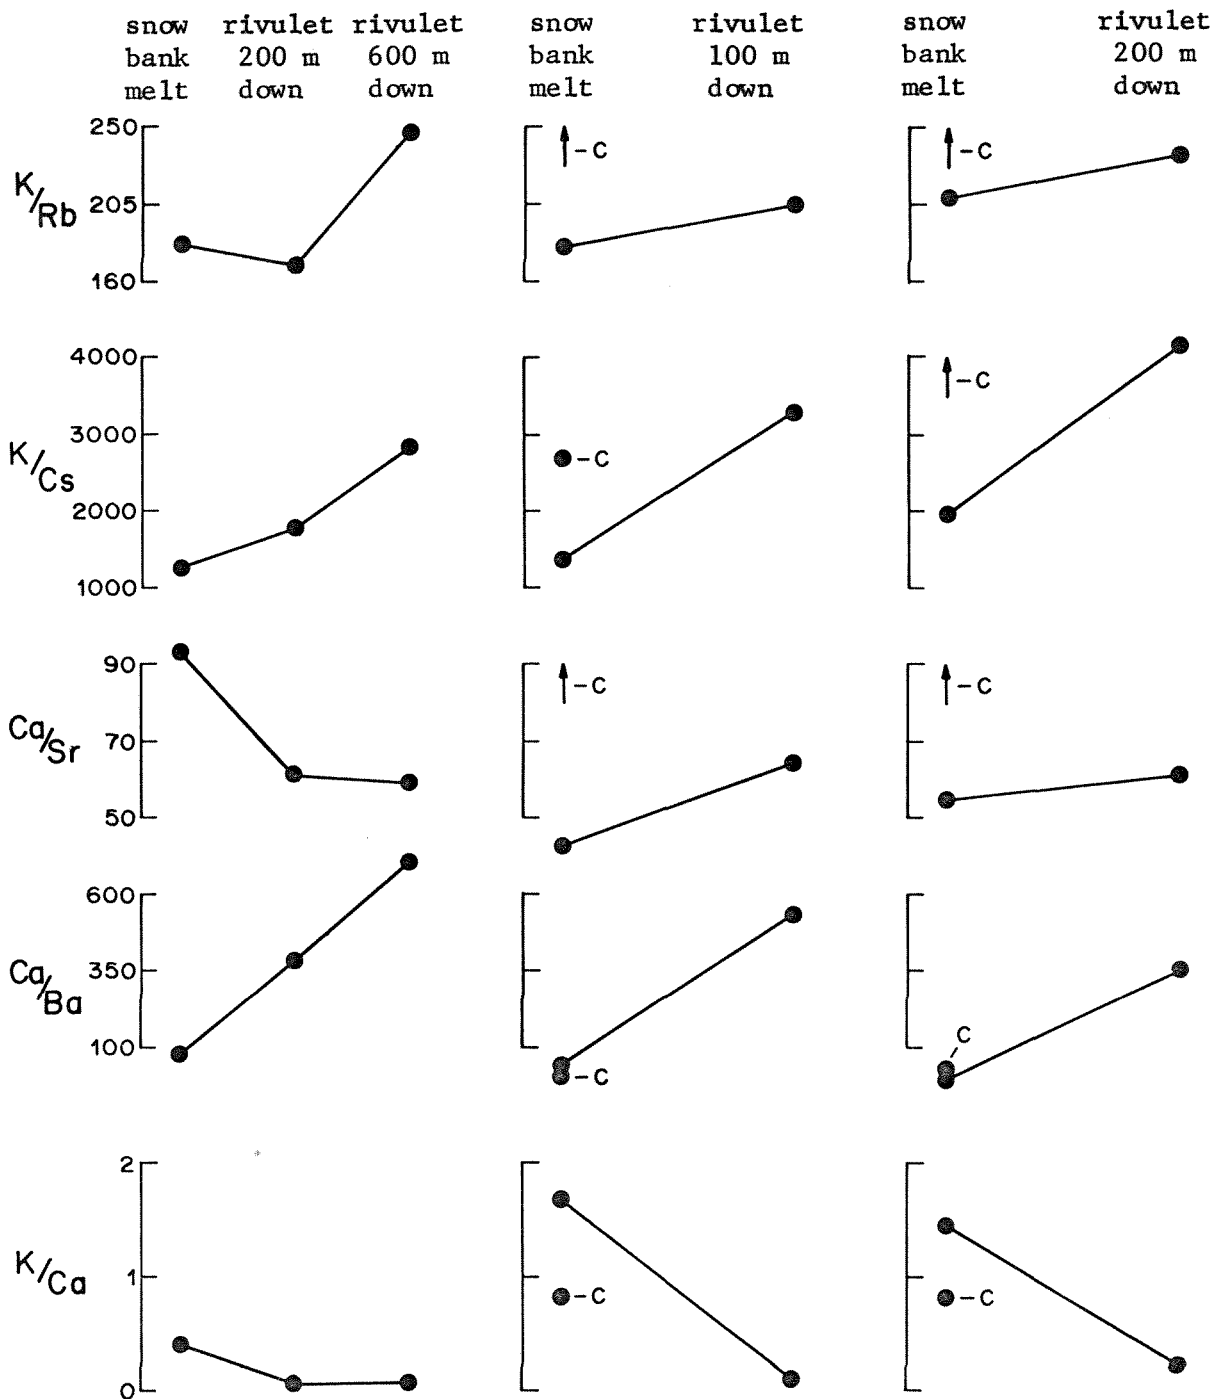 snow rivulet rivulet snow rivulet snow rivulet
bank 200 m 600 m bank 100 m bank 200 m
melt down down melt down melt down
250
K/Rb 205
160
-C
-C
4000
3000
K/Cs
2000
1000
-C
-C
90
Ca/Sr 70
50
-C
-C
600
350
Ca/Ba
100
-C
C
2
K/Ca 1
0
-C
-C